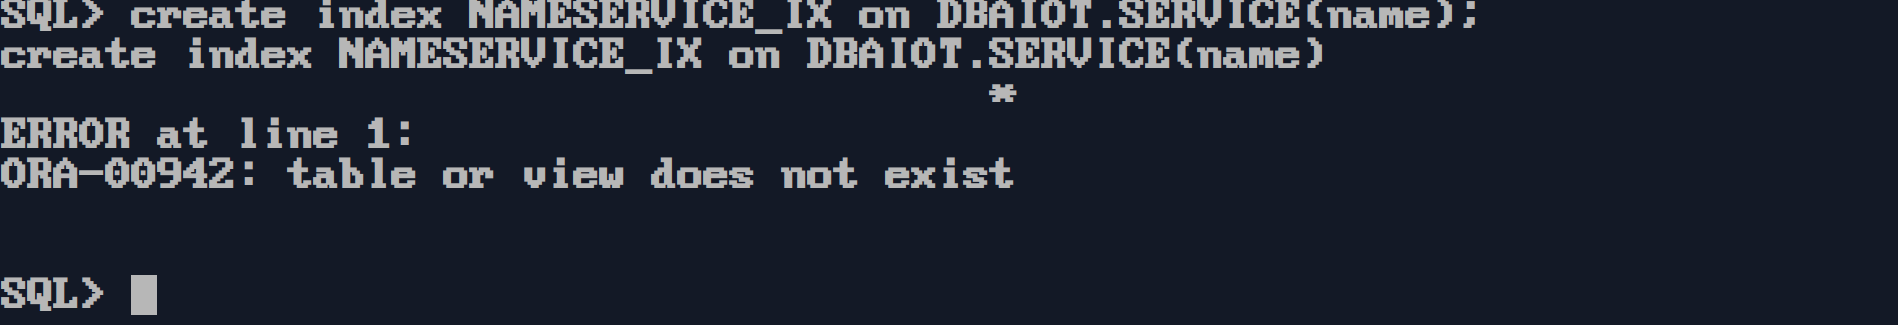 SQL> create index NAMESERVICE_IX on DBAIOT.SERVICE(name);
create index NAMESERVICE_IX on DBAIOT.SERVICE(name)
*
ERROR at line 1:
ORA-00942: table or view does not exist
SQL>